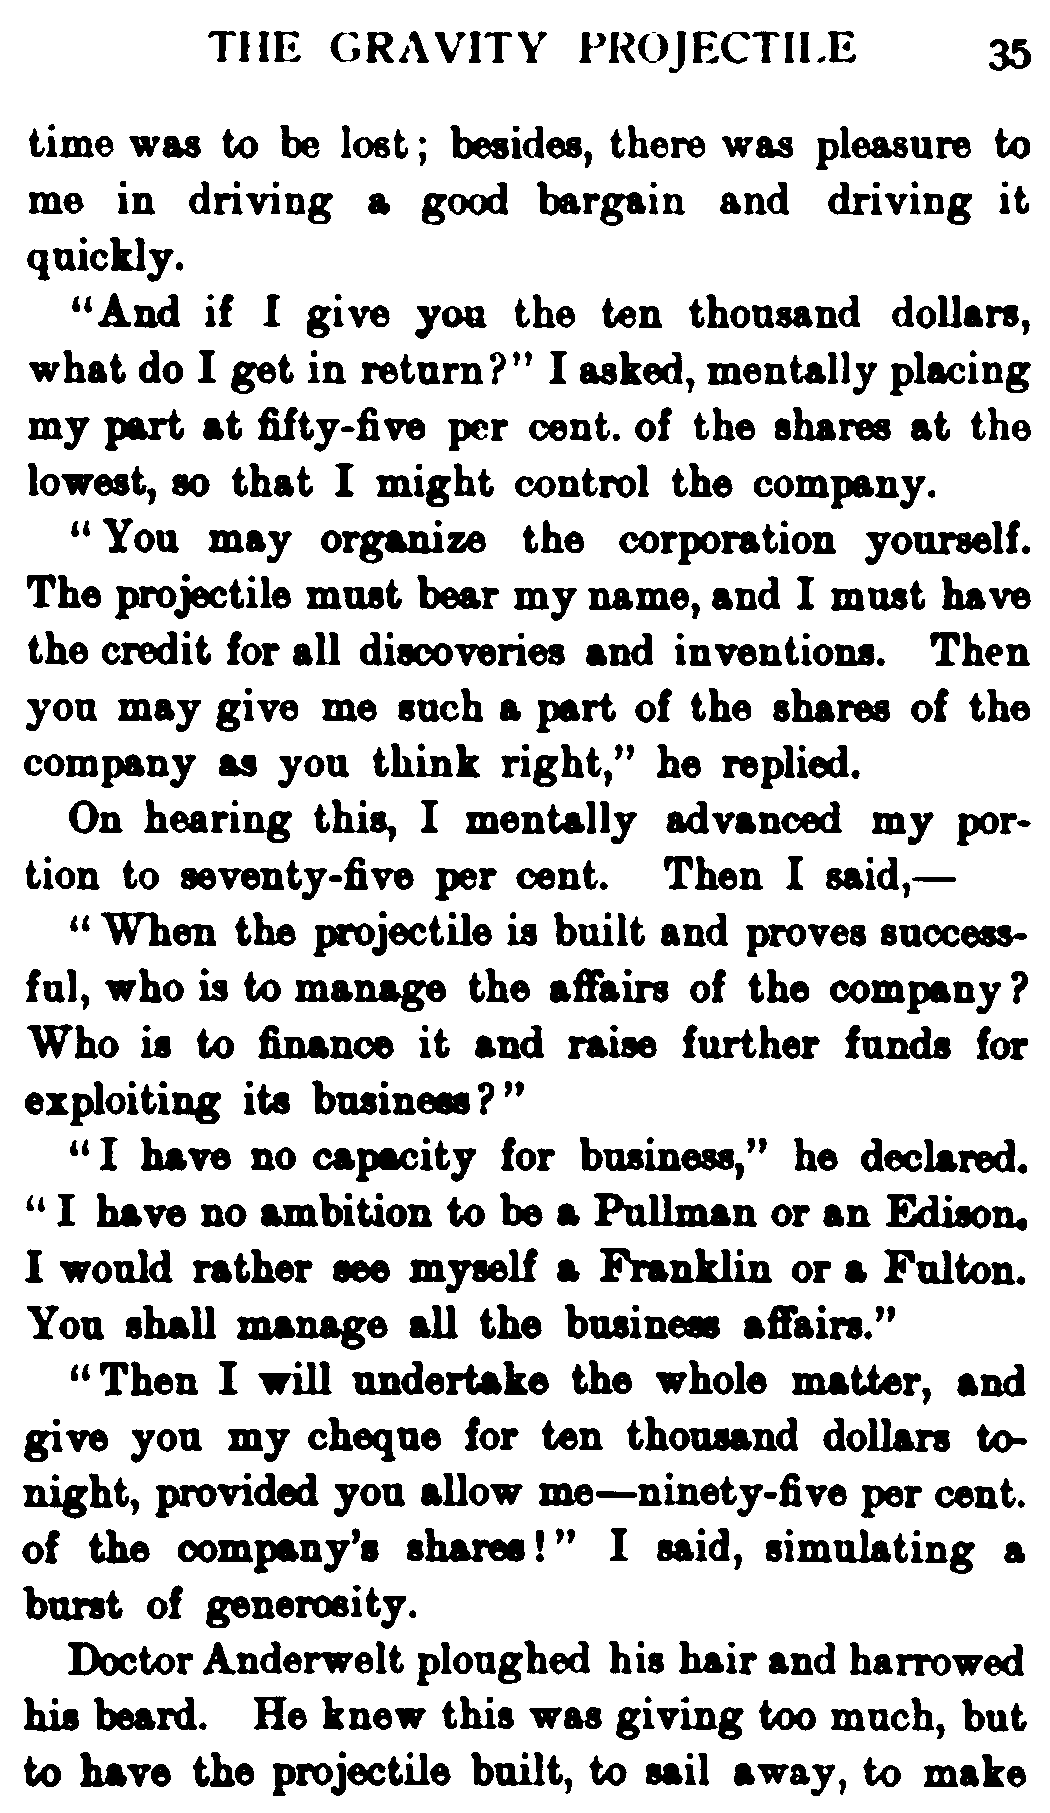 THE GRAVITY PROJECTILE 35
time was to be lost; besides, there was pleasure to
me in driving a good bargain and driving it
quickly.
"And if I give you the ten thousand dollars,
what do I get in return?" I asked, mentally placing
my part at fifty-five per cent. of the shares at the
lowest, so that I might control the company.
"You may organize the corporation yourself.
The projectile must bear my name, and I must have
the credit for all discoveries and inventions. Then
you may give me such a part of the shares of the
company as you think right," he replied.
On hearing this, I mentally advanced my por-
tion to seventy-five per cent. Then I said,—
"When the projectile is built and proves success-
ful, who is to manage the affairs of the company?
Who is to finance it and raise further funds for
exploiting its business?"
"I have no capacity for business," he declared.
"I have no ambition to be a Pullman or an Edison.
I would rather see myself a Franklin or a Fulton.
You shall manage all the business affairs."
"Then I will undertake the whole matter, and
give you my cheque for ten thousand dollars to-
night, provided you allow me—ninety-five per cent.
of the company's shares!" I said, simulating a
burst of generosity.
Doctor Anderwelt ploughed his hair and harrowed
his beard. He knew this was giving too much, but
to have the projectile built, to sail away, to make